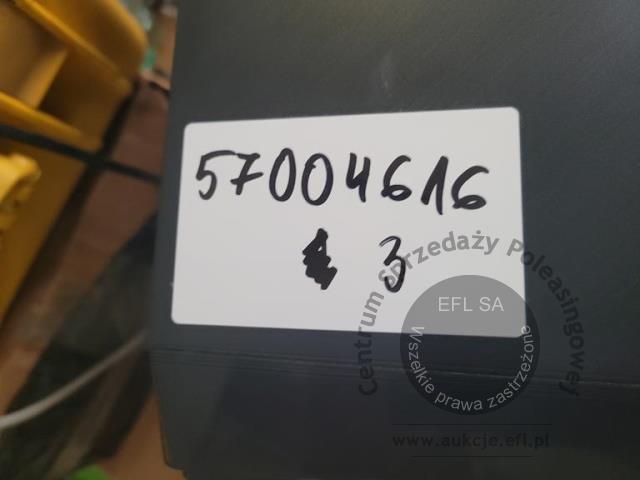 57004616
3
Centrum Sprzedaży Poleasingowej
EFL SA
Wszelkie prawa zastrzeżone
www.aukcje.efl.pl